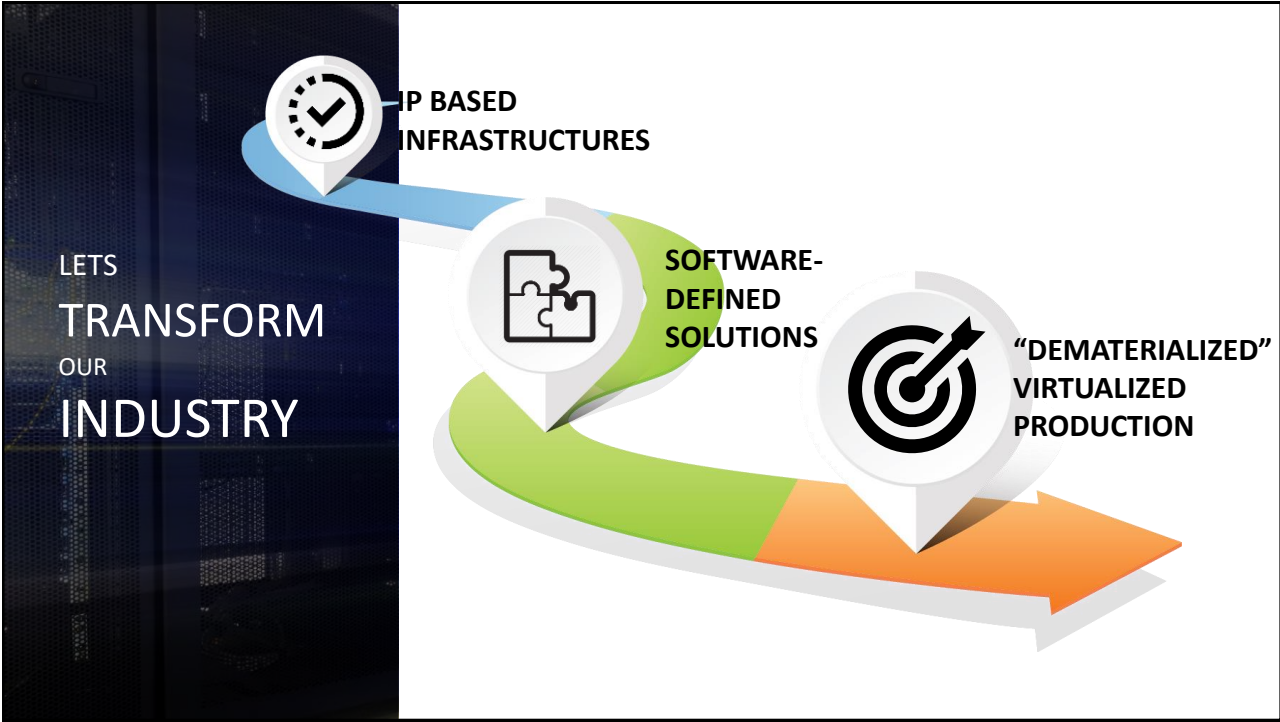 LETS
TRANSFORM
OUR
INDUSTRY
IP BASED
INFRASTRUCTURES
SOFTWARE-
DEFINED
SOLUTIONS
“DEMATERIALIZED”
VIRTUALIZED
PRODUCTION